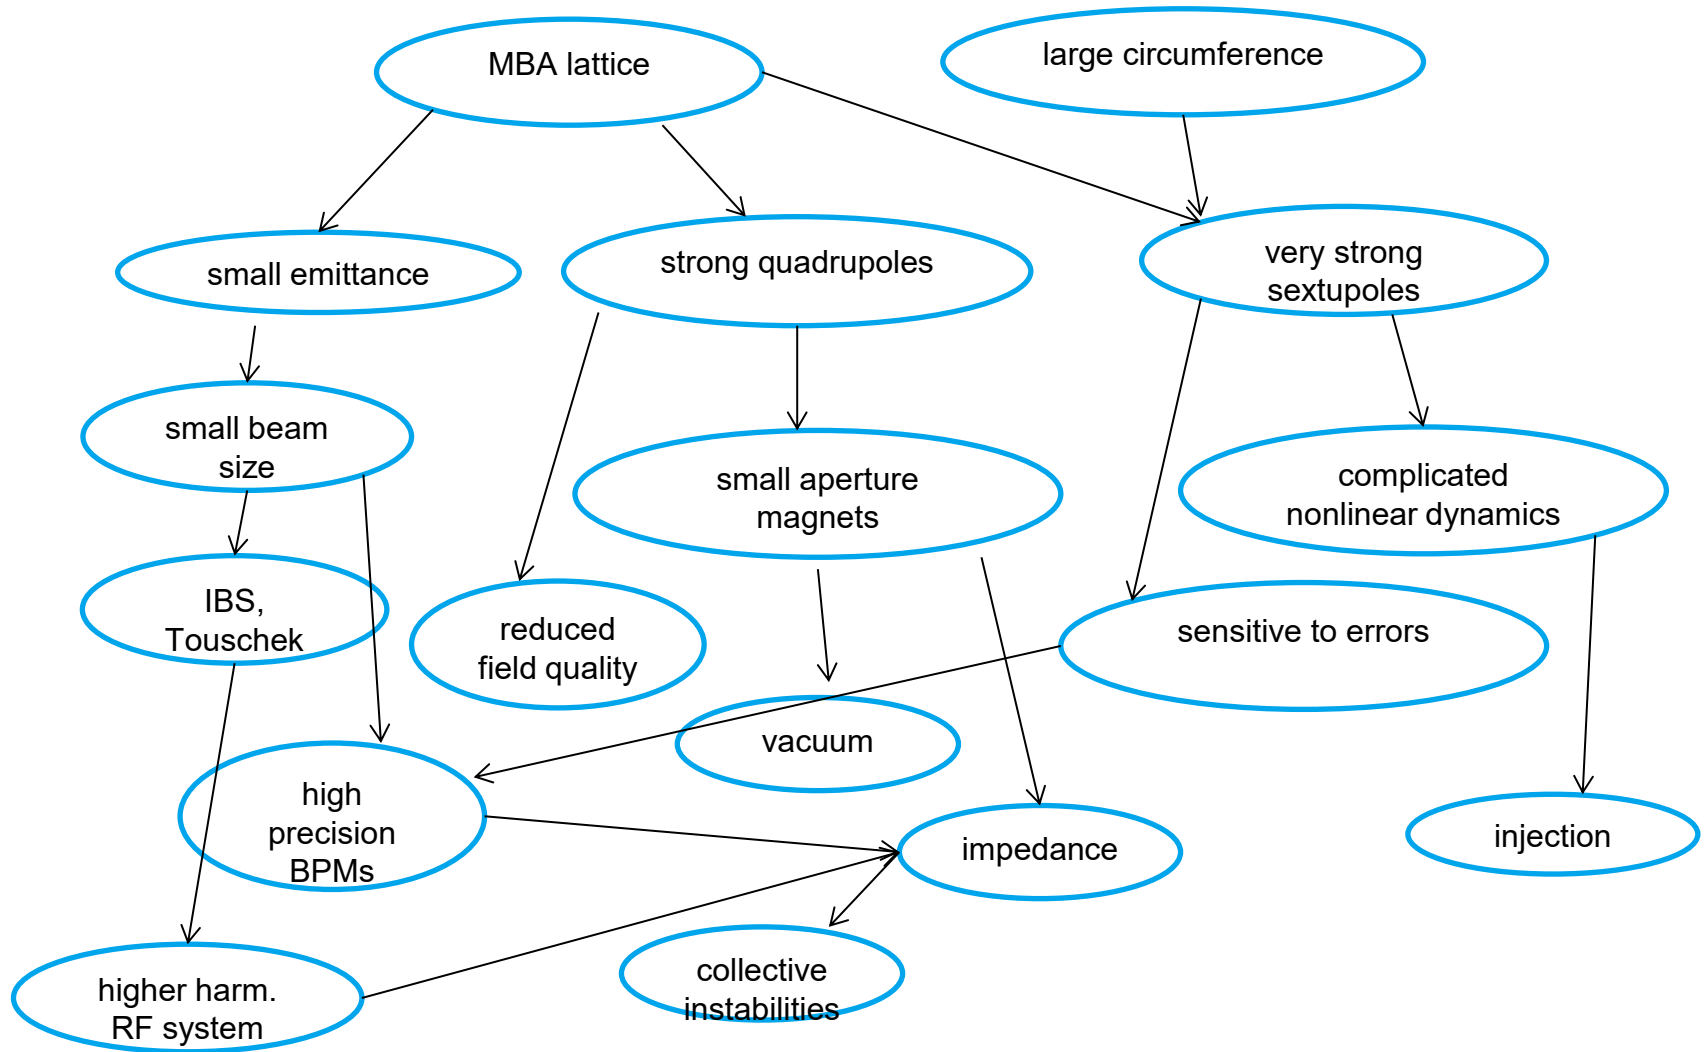 MBA lattice
large circumference
small emittance
strong quadrupoles
very strong
sextupoles
small beam
size
small aperture
magnets
complicated
nonlinear dynamics
IBS,
Touschek
reduced
field quality
sensitive to errors
vacuum
high
precision
BPMs
impedance
injection
higher harm.
RF system
collective
instabilities